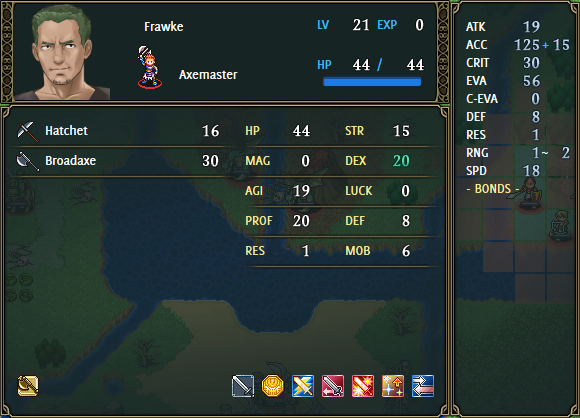 Frawke LV 21 EXP 0
Axemaster HP 44 / 44
Hatchet 16 HP 44 STR 15
Broadaxe 30 MAG 0 DEX 20
AGI 19 LUCK 0
PROF 20 DEF 8
RES 1 MOB 6
ATK 19
ACC 125 + 15
CRIT 30
EVA 56
C-EVA 0
DEF 8
RES 1
RNG 1~ 2
SPD 18
- BONDS -